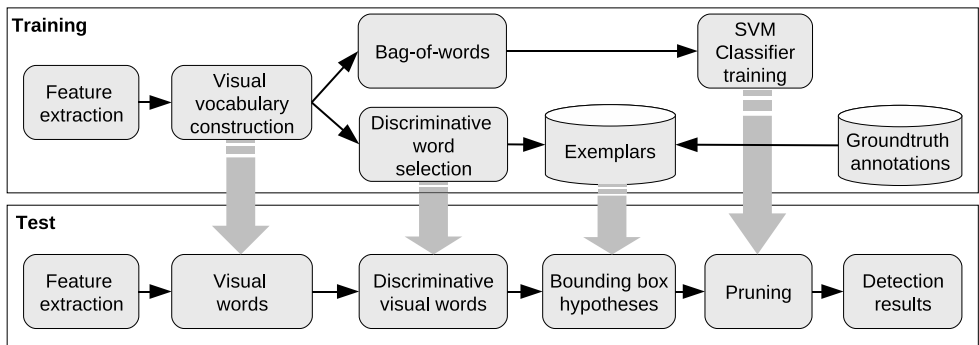 Training
Feature
extraction
Visual
vocabulary
construction
Bag-of-words
Discriminative
word
selection
Exemplars
SVM
Classifier
training
Groundtruth
annotations
Test
Feature
extraction
Visual
words
Discriminative
visual words
Bounding box
hypotheses
Pruning
Detection
results